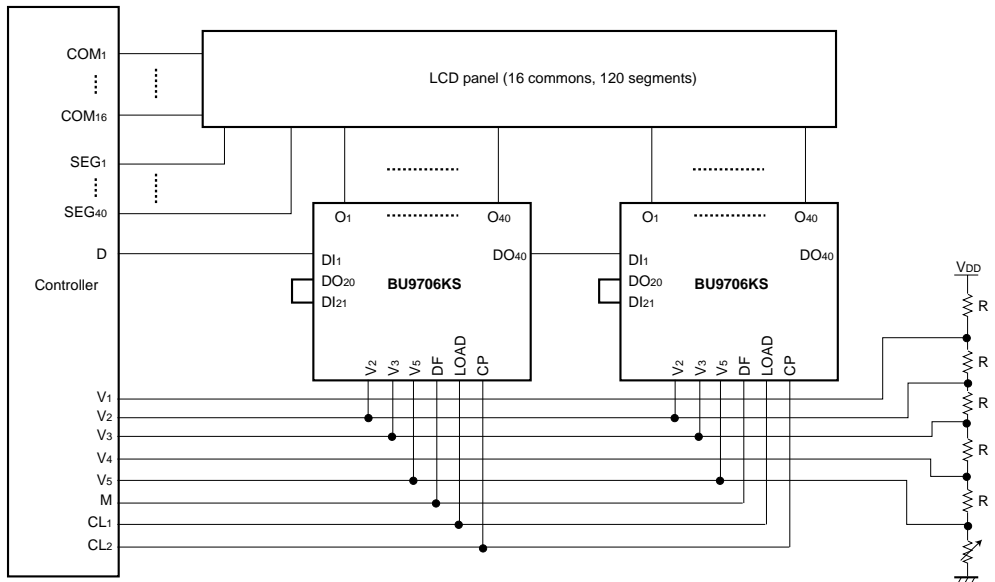 COM1
LCD panel (16 commons, 120 segments)
COM16
SEG1
SEG40
O1 O40 O1 O40
D
DI1 DO40 DI1 DO40
Controller
DO20 BU9706KS DO20 BU9706KS
DI21 DI21
VDD
R
V2 V3 V5 DF LOAD CP V2 V3 V5 DF LOAD CP
R
V1
V2
R
V3
R
V4
V5
R
M
CL1
CL2